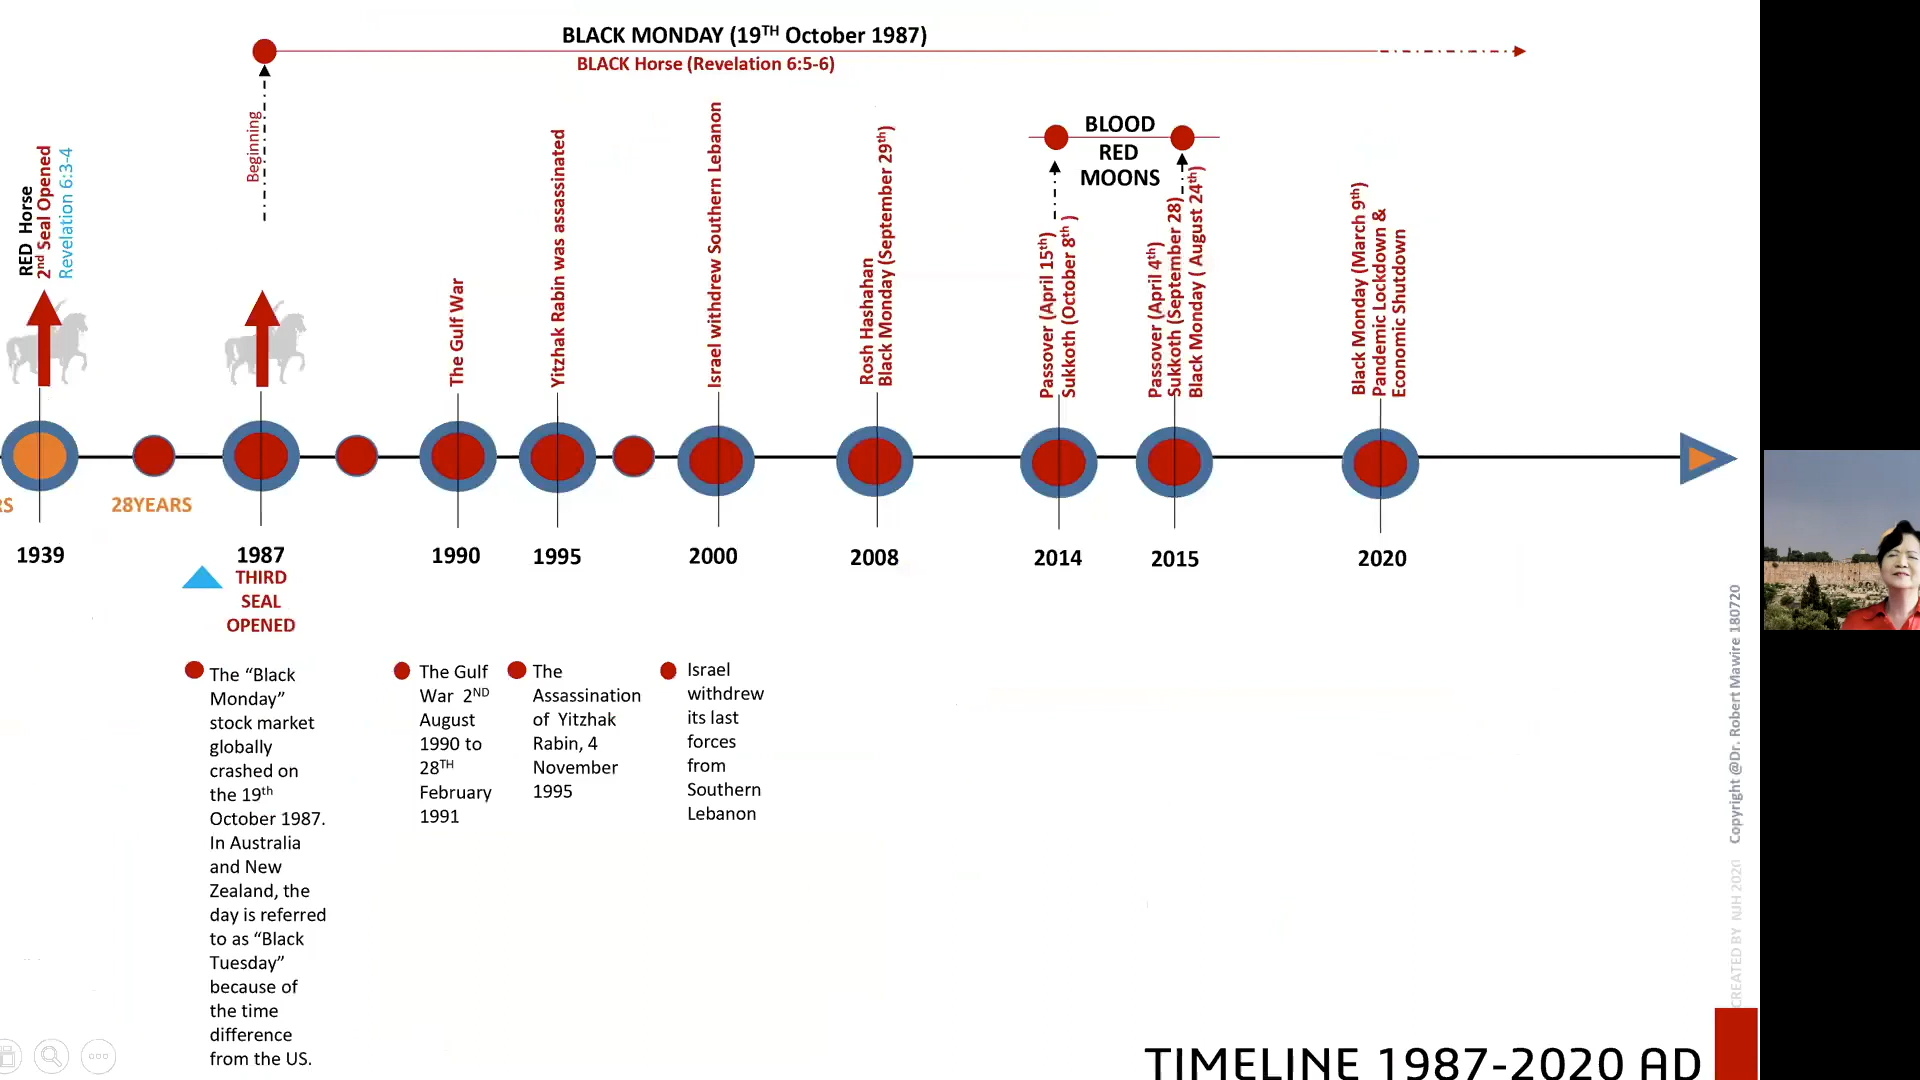 BLACK MONDAY (19TH October 1987)
BLACK Horse (Revelation 6:5-6)
Beginning
RED Horse
2nd Seal Opened
Revelation 6:3-4
The Gulf War
Yitzhak Rabin was assassinated
Israel withdrew Southern Lebanon
Rosh Hashahan
Black Monday (September 29th)
BLOOD
RED
MOONS
Passover (April 15th)
Sukkoth (October 8th )
Passover (April 4th)
Sukkoth (September 28)
Black Monday ( August 24th)
Black Monday (March 9th)
Pandemic Lockdown &
Economic Shutdown
RS
28YEARS
1939
1987
1990
1995
2000
2008
2014
2015
2020
THIRD
SEAL
OPENED
The “Black
Monday”
stock market
globally
crashed on
the 19th
October 1987.
In Australia
and New
Zealand, the
day is referred
to as “Black
Tuesday”
because of
the time
difference
from the US.
The Gulf
War 2ND
August
1990 to
28TH
February
1991
The
Assassination
of Yitzhak
Rabin, 4
November
1995
Israel
withdrew
its last
forces
from
Southern
Lebanon
CREATED BY NJH 2020 Copyright @Dr. Robert Mawire 180720
TIMELINE 1987-2020 AD